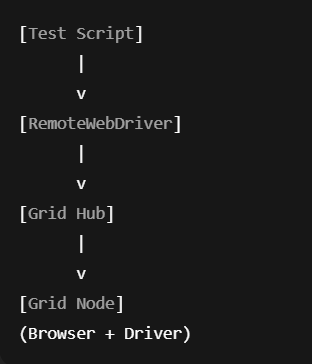 [Test Script]
|
v
[RemoteWebDriver]
|
v
[Grid Hub]
|
v
[Grid Node]
(Browser + Driver)